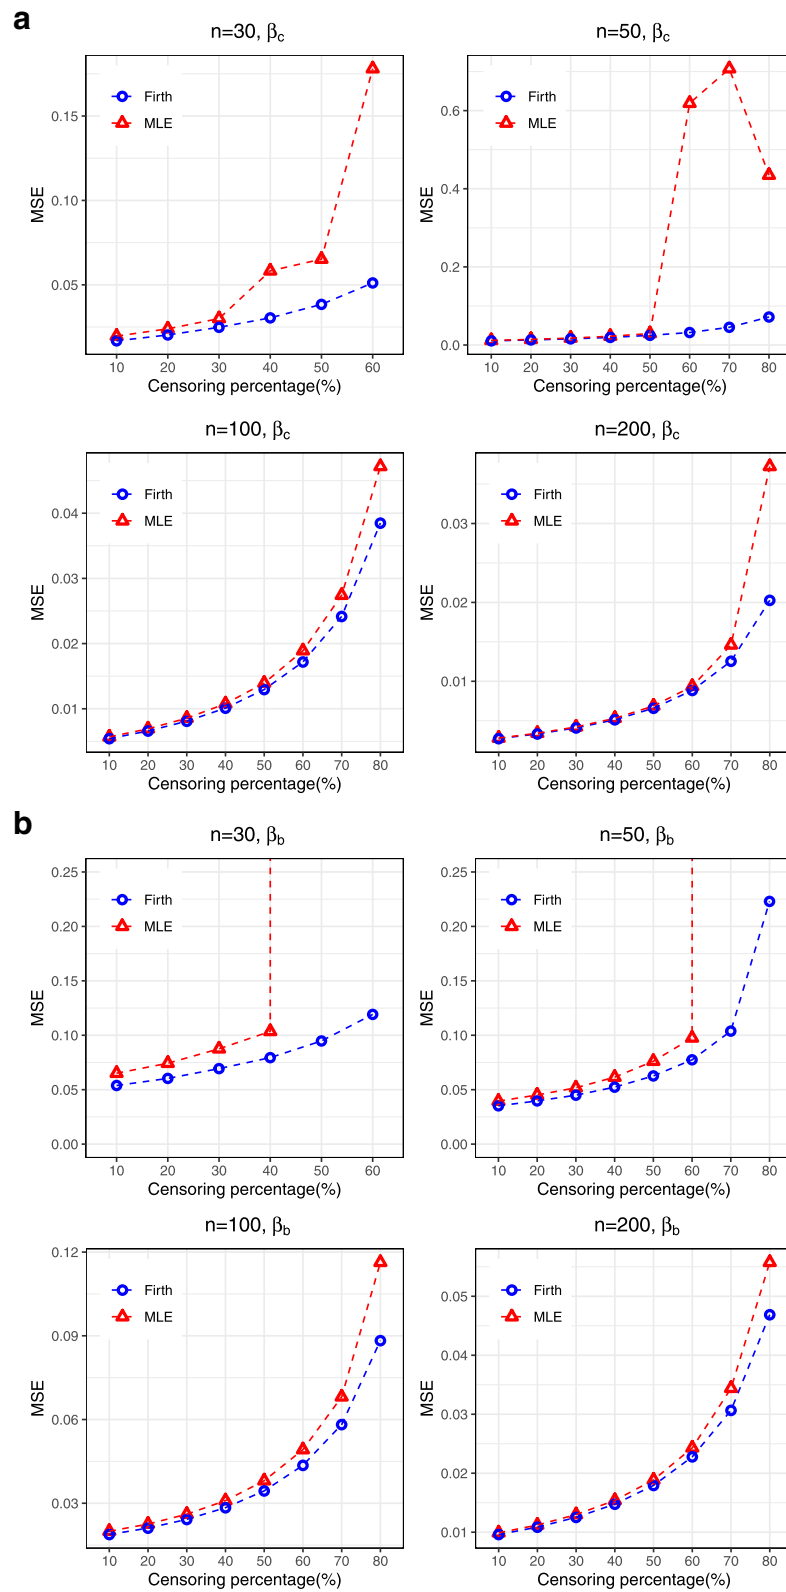 a
n=30, βc
MSE
0.15
0.10
0.05
Firth
MLE
10 20 30 40 50 60
Censoring percentage(%)
n=50, βc
MSE
0.6
0.4
0.2
0.0
Firth
MLE
10 20 30 40 50 60 70 80
Censoring percentage(%)
n=100, βc
MSE
0.04
0.03
0.02
0.01
Firth
MLE
10 20 30 40 50 60 70 80
Censoring percentage(%)
n=200, βc
MSE
0.03
0.02
0.01
Firth
MLE
10 20 30 40 50 60 70 80
Censoring percentage(%)
b
n=30, βb
MSE
0.25
0.20
0.15
0.10
0.05
0.00
Firth
MLE
10 20 30 40 50 60
Censoring percentage(%)
n=50, βb
MSE
0.25
0.20
0.15
0.10
0.05
0.00
Firth
MLE
10 20 30 40 50 60 70 80
Censoring percentage(%)
n=100, βb
MSE
0.12
0.09
0.06
0.03
Firth
MLE
10 20 30 40 50 60 70 80
Censoring percentage(%)
n=200, βb
MSE
0.05
0.04
0.03
0.02
0.01
Firth
MLE
10 20 30 40 50 60 70 80
Censoring percentage(%)